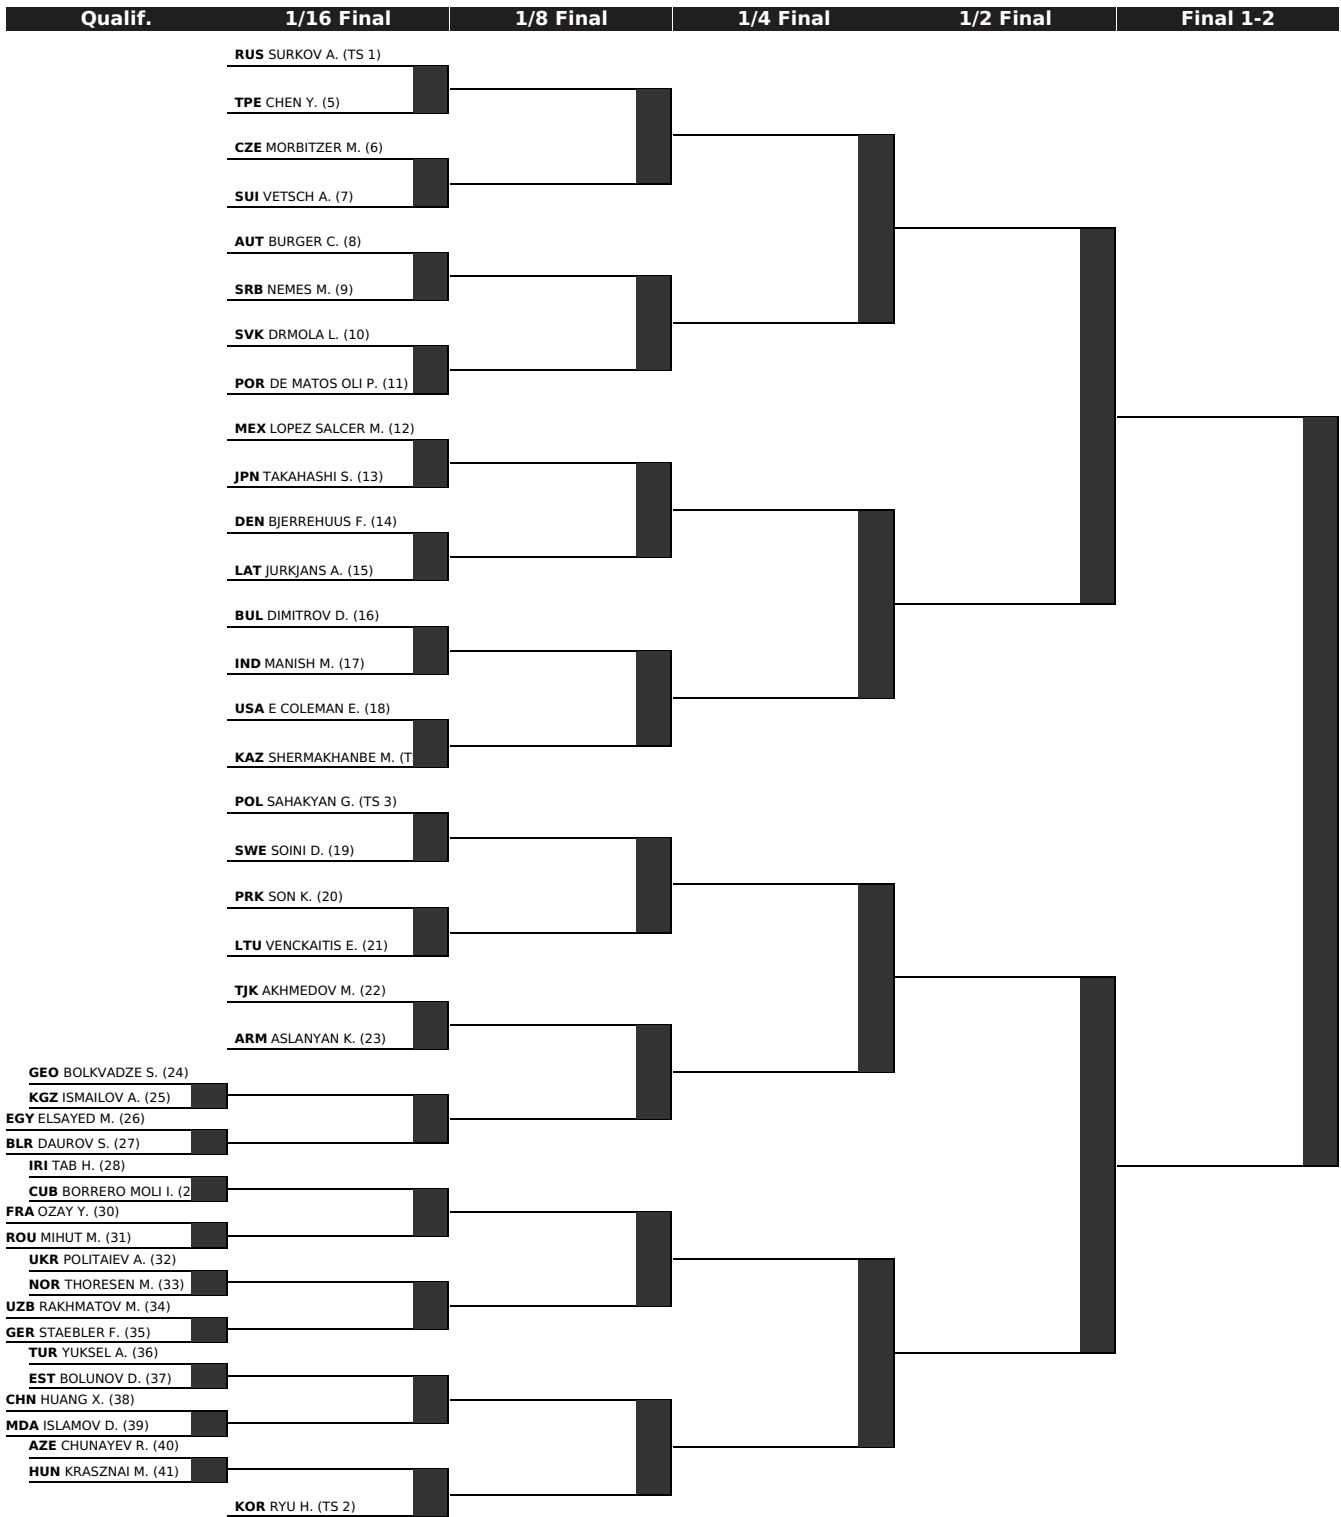 Qualif. 1/16 Final 1/8 Final 1/4 Final 1/2 Final Final 1-2
RUS SURKOV A. (TS 1)
TPE CHEN Y. (5)
CZE MORBITZER M. (6)
SUI VETSCH A. (7)
AUT BURGER C. (8)
SRB NEMES M. (9)
SVK DRMOLA L. (10)
POR DE MATOS OLI P. (11)
MEX LOPEZ SALCER M. (12)
JPN TAKAHASHI S. (13)
DEN BJERREHUUS F. (14)
LAT JURKJANS A. (15)
BUL DIMITROV D. (16)
IND MANISH M. (17)
USA E COLEMAN E. (18)
KAZ SHERMAKHANBE M. (T
POL SAHAKYAN G. (TS 3)
SWE SOINI D. (19)
PRK SON K. (20)
LTU VENCKAITIS E. (21)
TJK AKHMEDOV M. (22)
ARM ASLANYAN K. (23)
GEO BOLKVADZE S. (24)
KGZ ISMAILOV A. (25)
EGY ELSAYED M. (26)
BLR DAUROV S. (27)
IRI TAB H. (28)
CUB BORRERO MOLI I. (2
FRA OZAY Y. (30)
ROU MIHUT M. (31)
UKR POLITAIEV A. (32)
NOR THORESEN M. (33)
UZB RAKHMATOV M. (34)
GER STAEBLER F. (35)
TUR YUKSEL A. (36)
EST BOLUNOV D. (37)
CHN HUANG X. (38)
MDA ISLAMOV D. (39)
AZE CHUNAYEV R. (40)
HUN KRASZNAI M. (41)
KOR RYU H. (TS 2)